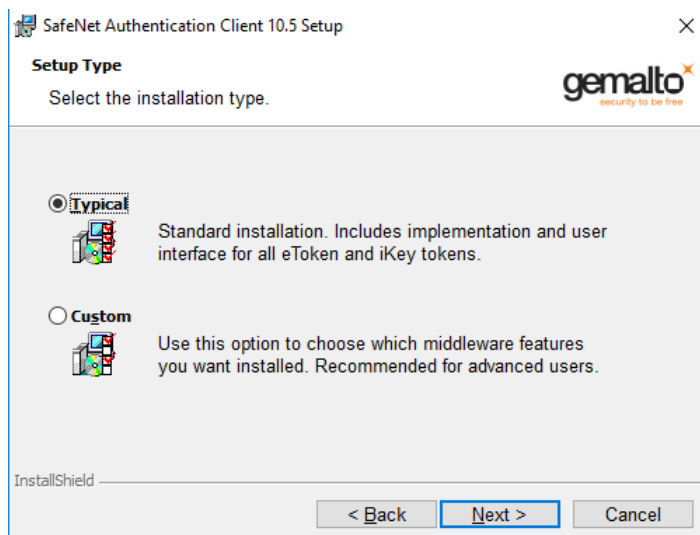 SafeNet Authentication Client 10.5 Setup
Setup Type
Select the installation type.
gemalto
security to be free
Typical
Standard installation. Includes implementation and user
interface for all eToken and iKey tokens.
Custom
Use this option to choose which middleware features
you want installed. Recommended for advanced users.
InstallShield
< Back
Next >
Cancel